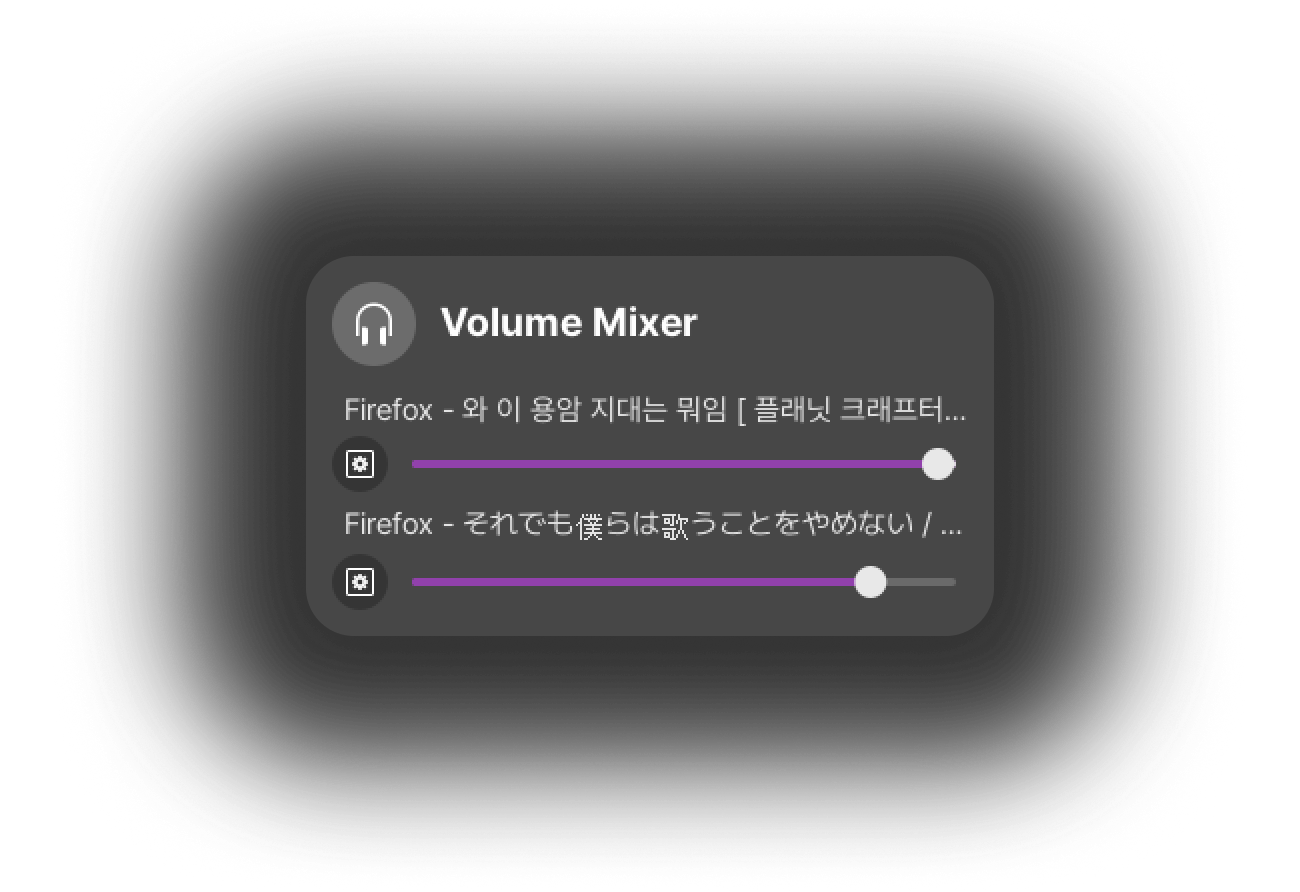 Volume Mixer
Firefox - 와 이 용암 지대는 뭐임 [ 플래닛 크래프터...
Firefox - それでも僕らは歌うことをやめない / ...